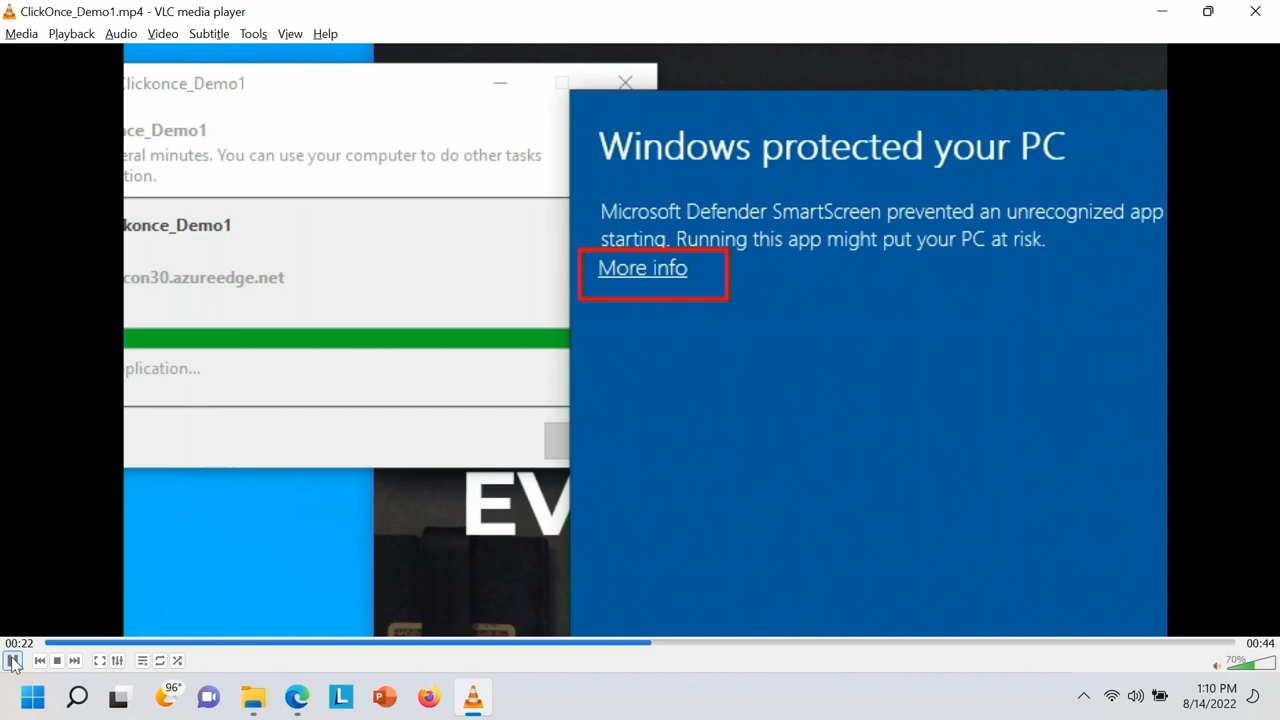 ClickOnce_Demo1.mp4 - VLC media player
Media Playback Audio Video Subtitle Tools View Help
lickonce_Demo1
ce_Demo1
eral minutes. You can use your computer to do other tasks
tion.
konce_Demo1
con30.azureedge.net
plication...
EV
Windows protected your PC
Microsoft Defender SmartScreen prevented an unrecognized app
starting. Running this app might put your PC at risk.
More info
00:22
00:44
70%
96°
L
P
1:10 PM
8/14/2022